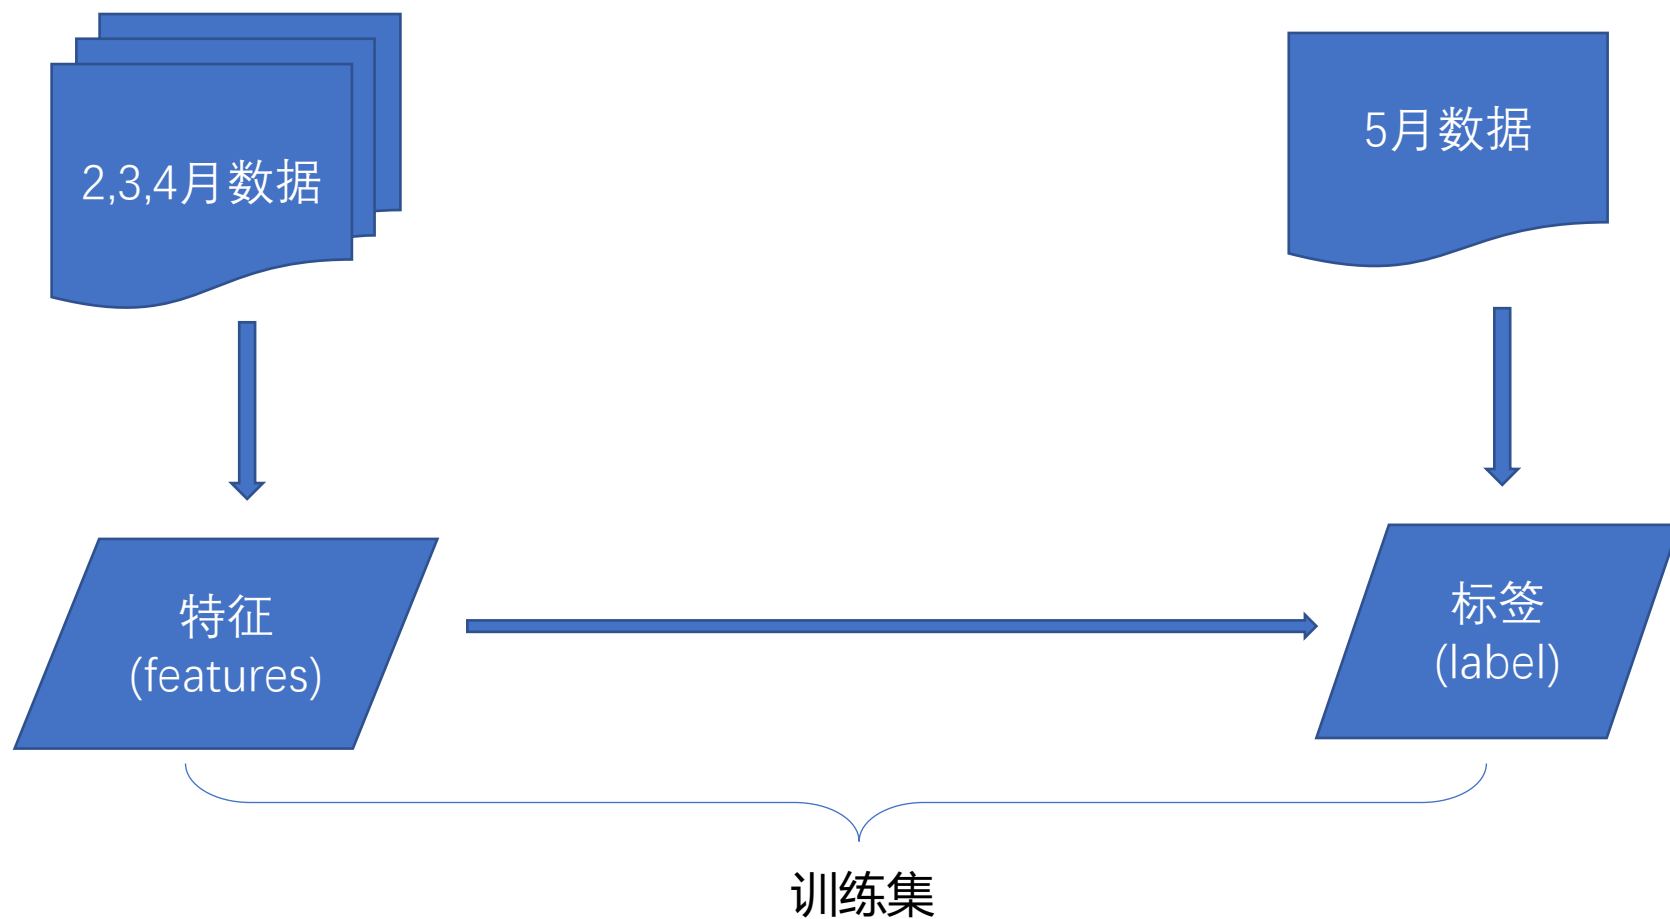 2,3,4月数据
5月数据
特征
(features)
标签
(label)
训练集